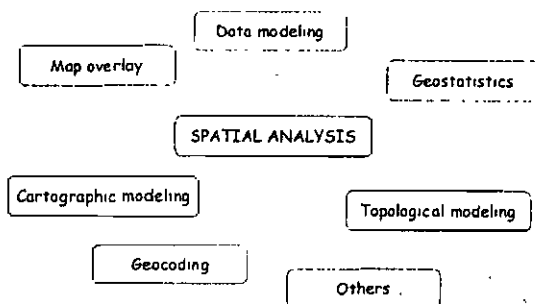 Data modeling
Map overlay
Geostatistics
SPATIAL ANALYSIS
Cartographic modeling
Topological modeling
Geocoding
Others